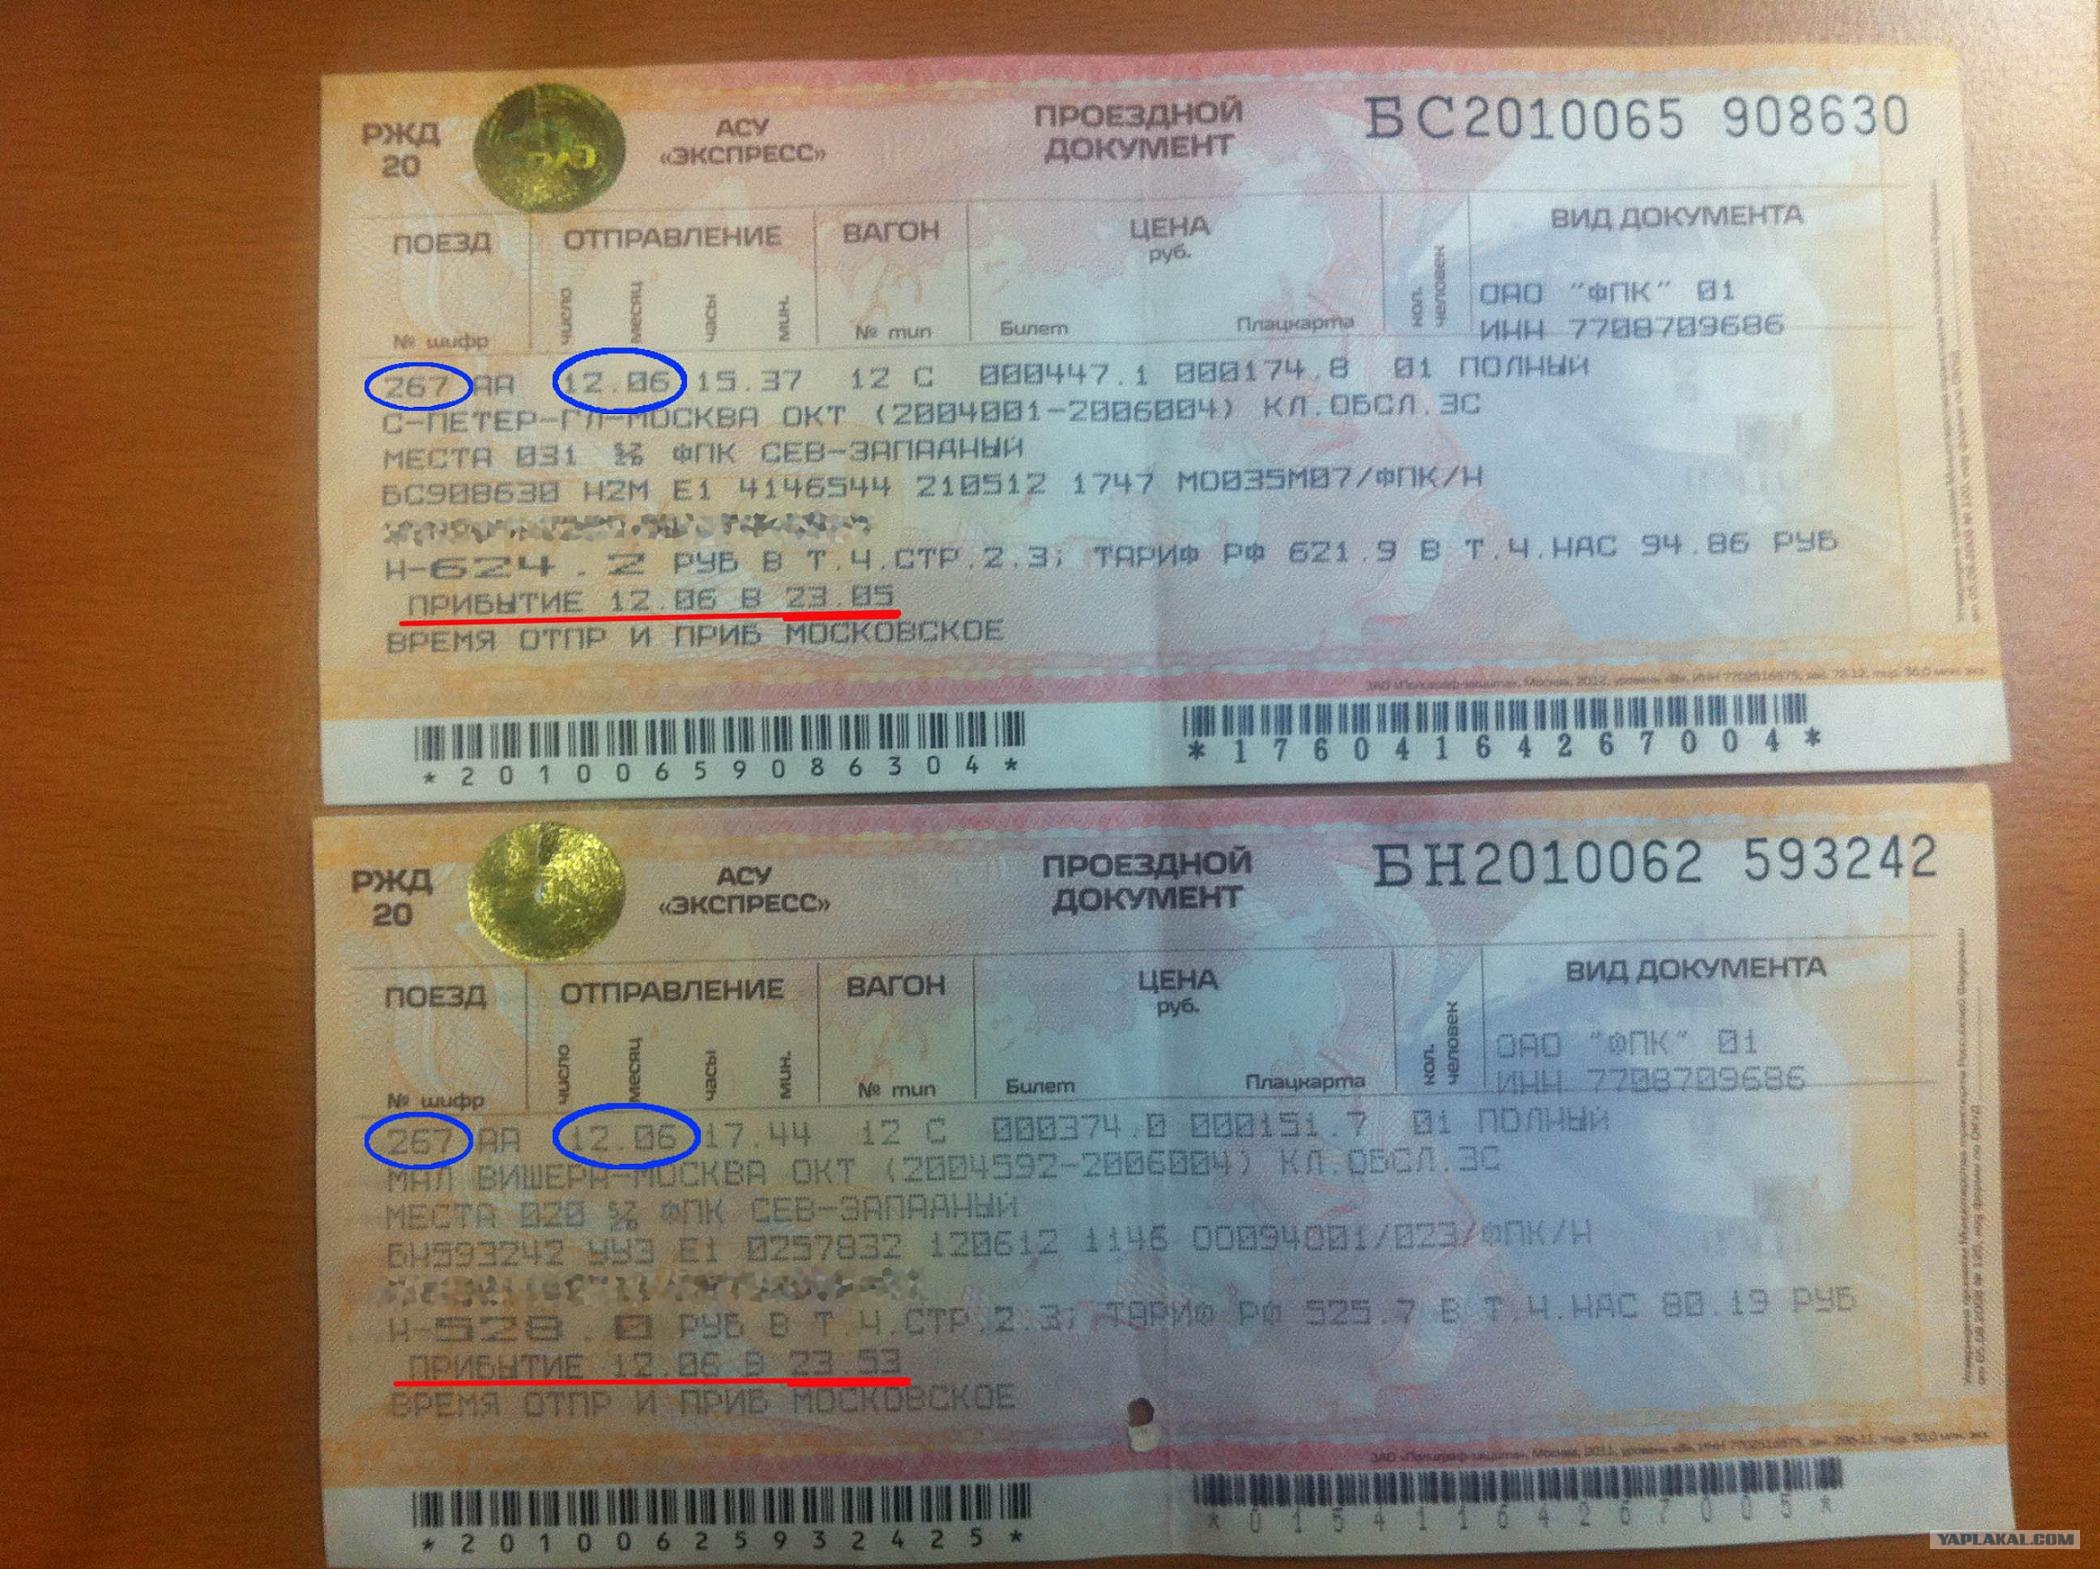 РЖД
20
АСУ
«ЭКСПРЕСС»
ПРОЕЗДНОЙ
ДОКУМЕНТ
БС2010065 908630
ПОЕЗД ОТПРАВЛЕНИЕ ВАГОН ЦЕНА ВИД ДОКУМЕНТА
руб.
№ шифр число месяц часы мин. № тип Билет Плацкарта кол. человек
ОАО "ФПК" 01
ИНН 7708709686
267 АА 12.06 15.37 12 С 000447.1 000174.8 01 ПОЛНЫЙ
С-ПЕТЕР-ГЛ-МОСКВА ОКТ (2004001-2006004) КЛ.ОБСЛ.3С
МЕСТА 031 ФПК СЕВ-ЗАПАДНЫЙ
БС908630 Н2М Е1 4146544 210512 1747 МО035М07/ФПК/Н
Н-624.2 РУБ В Т.Ч.СТР.2.3; ТАРИФ РФ 621.9 В Т.Ч.НАС 94.86 РУБ
ПРИБЫТИЕ 12.06 В 23.05
ВРЕМЯ ОТПР И ПРИБ МОСКОВСКОЕ
*20100659086304*
*17604164267004*
РЖД
20
АСУ
«ЭКСПРЕСС»
ПРОЕЗДНОЙ
ДОКУМЕНТ
БН2010062 593242
ПОЕЗД ОТПРАВЛЕНИЕ ВАГОН ЦЕНА ВИД ДОКУМЕНТА
руб.
№ шифр число месяц часы мин. № тип Билет Плацкарта кол. человек
ОАО "ФПК" 01
ИНН 7708709686
267 АА 12.06 17.44 12 С 000374.0 000151.7 01 ПОЛНЫЙ
МАЛ ВИШЕРА-МОСКВА ОКТ (2004592-2006004) КЛ.ОБСЛ.3С
МЕСТА 020 ФПК СЕВ-ЗАПАДНЫЙ
БН593242 УУ3 Е1 0257832 120612 1146 ОО094001/023/ФПК/Н
Н-528.0 РУБ В Т.Ч.СТР.2.3; ТАРИФ РФ 525.7 В Т.Ч.НАС 80.19 РУБ
ПРИБЫТИЕ 12.06 В 23.53
ВРЕМЯ ОТПР И ПРИБ МОСКОВСКОЕ
*20100625932425*
YAPLAKAL.COM